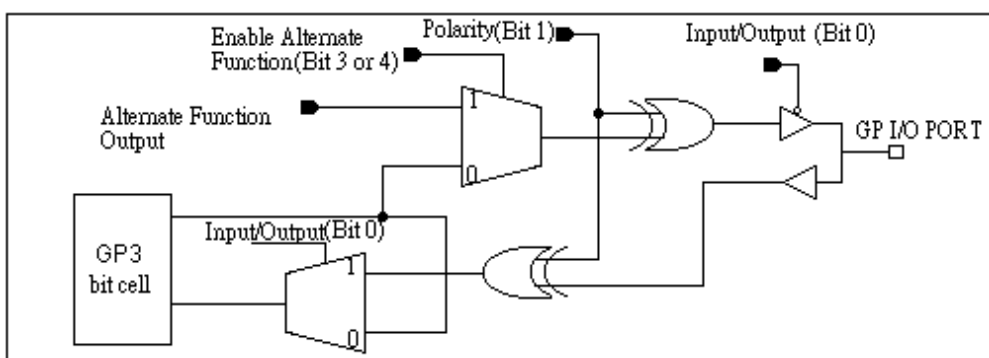 Enable Alternate
Function(Bit 3 or 4)
Polarity(Bit 1)
Input/Output (Bit 0)
Alternate Function
Output
1
0
GP I/O PORT
GP3
bit cell
Input/Output(Bit 0)
1
0